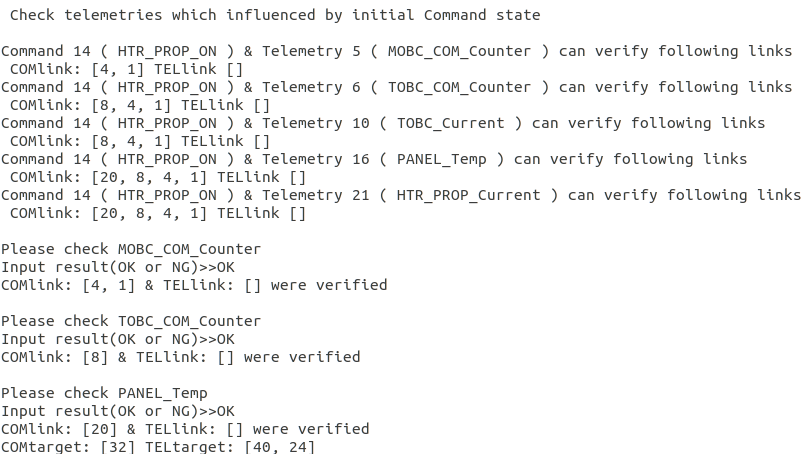 Check telemetries which influenced by initial Command state
Command 14 ( HTR_PROP_ON ) & Telemetry 5 ( MOBC_COM_Counter ) can verify following links
COMlink: [4, 1] TELlink []
Command 14 ( HTR_PROP_ON ) & Telemetry 6 ( TOBC_COM_Counter ) can verify following links
COMlink: [8, 4, 1] TELlink []
Command 14 ( HTR_PROP_ON ) & Telemetry 10 ( TOBC_Current ) can verify following links
COMlink: [8, 4, 1] TELlink []
Command 14 ( HTR_PROP_ON ) & Telemetry 16 ( PANEL_Temp ) can verify following links
COMlink: [20, 8, 4, 1] TELlink []
Command 14 ( HTR_PROP_ON ) & Telemetry 21 ( HTR_PROP_Current ) can verify following links
COMlink: [20, 8, 4, 1] TELlink []
Please check MOBC_COM_Counter
Input result(OK or NG)>>OK
COMlink: [4, 1] & TELlink: [] were verified
Please check TOBC_COM_Counter
Input result(OK or NG)>>OK
COMlink: [8] & TELlink: [] were verified
Please check PANEL_Temp
Input result(OK or NG)>>OK
COMlink: [20] & TELlink: [] were verified
COMtarget: [32] TELtarget: [40, 24]